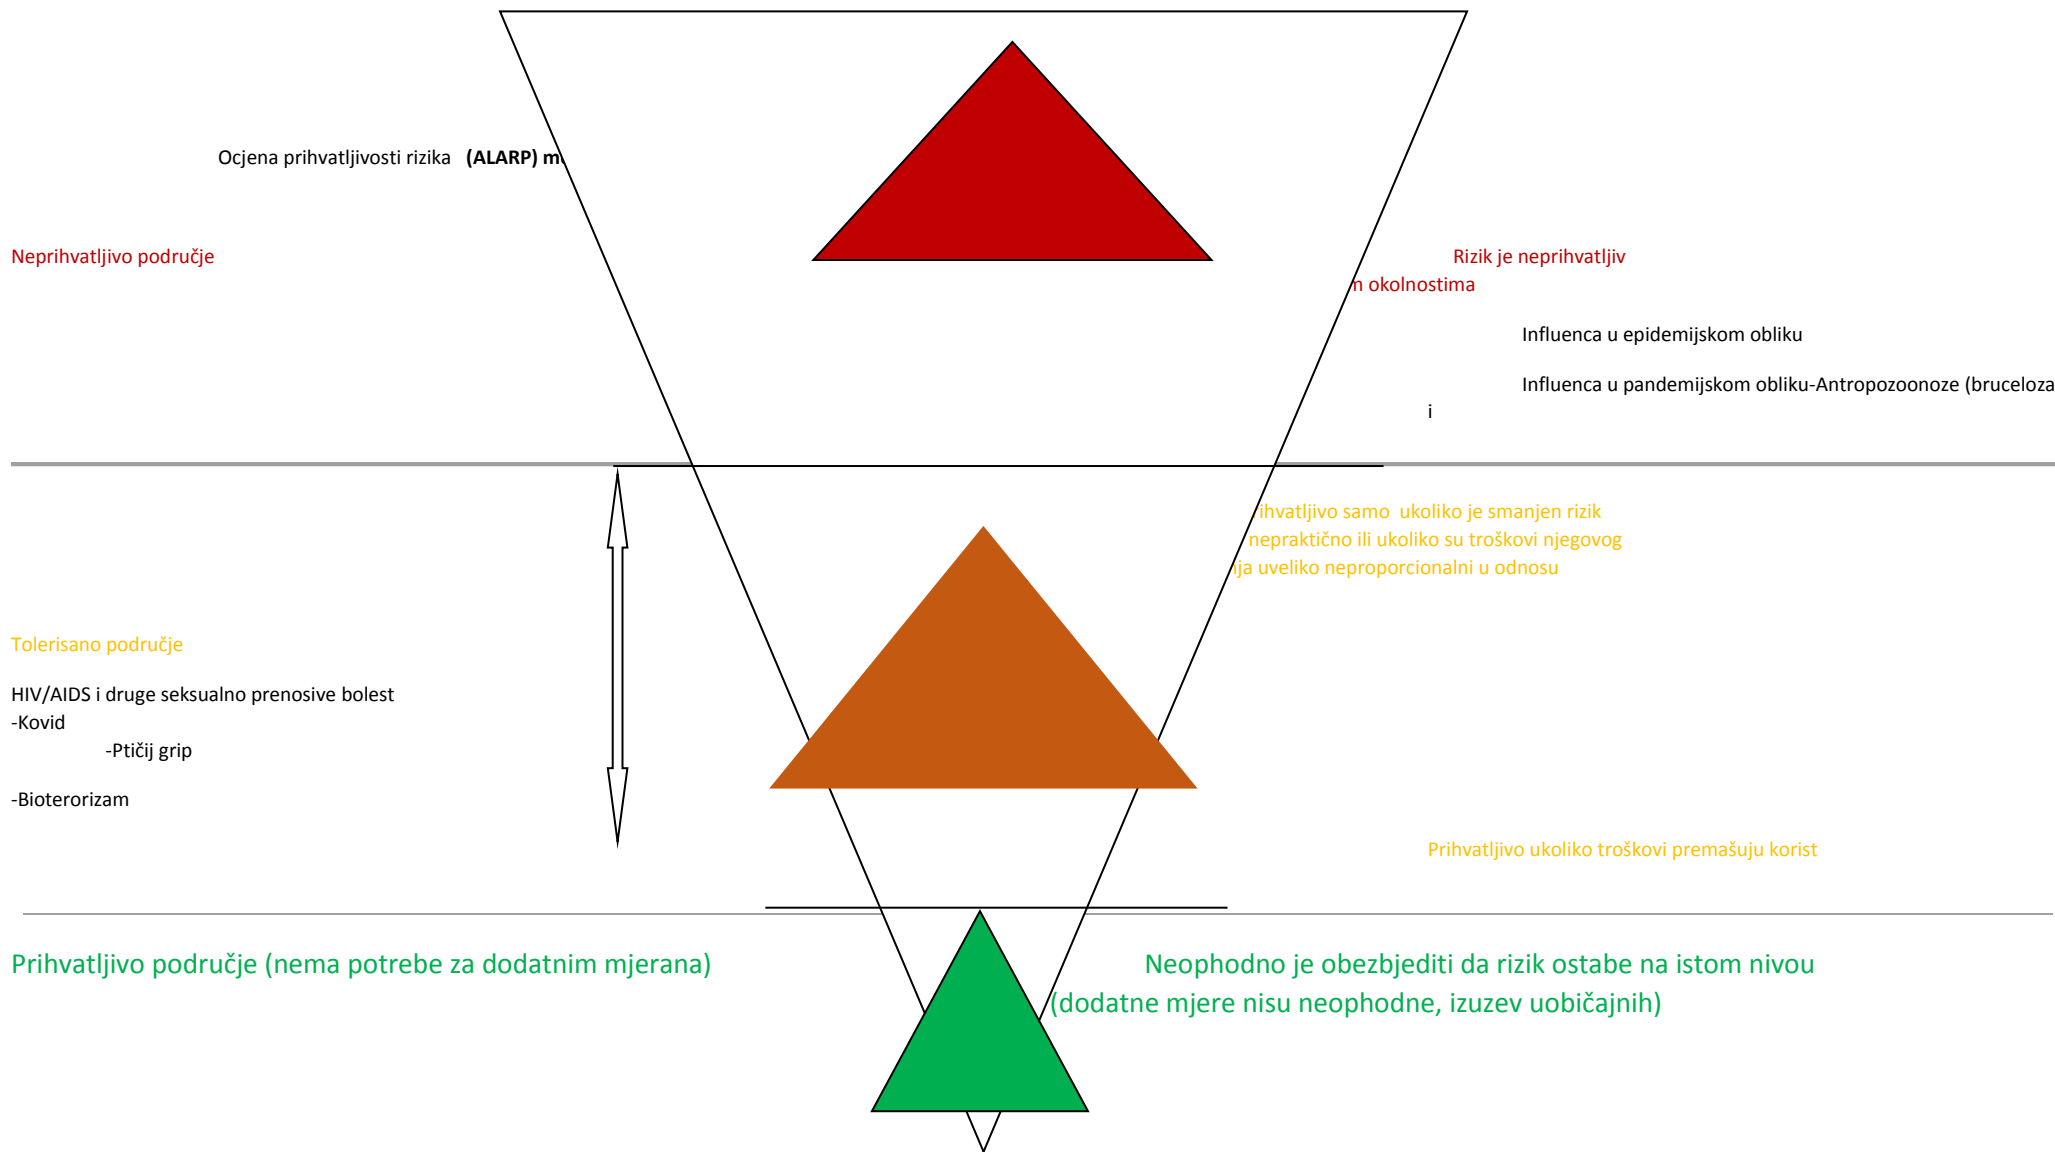 Ocjena prihvatljivosti rizika (ALARP)
Neprihvatljivo područje
Rizik je neprihvatljiv
okolnostima
Influenca u epidemijskom obliku
Influenca u pandemijskom obliku-Antropozoonoze (bruceloza
i
ihvatljivo samo ukoliko je smanjen rizik
nepraktično ili ukoliko su troškovi njegovog
uveliko neproporcionalni u odnosu
Tolerisano područje
HIV/AIDS i druge seksualno prenosive bolest
-Kovid
-Ptičij grip
-Bioterorizam
Prihvatljivo ukoliko troškovi premašuju korist
Prihvatljivo područje (nema potrebe za dodatnim mjerana)
Neophodno je obezbjediti da rizik ostabe na istom nivou
(dodatne mjere nisu neophodne, izuzev uobičajnih)